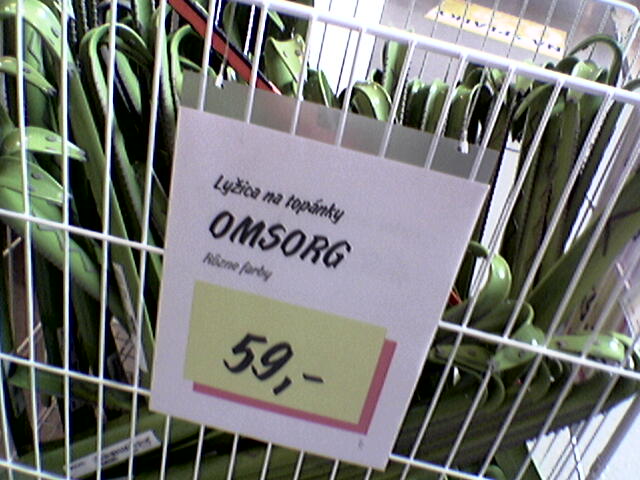 Lyžica na topánky
OMSORG
Rôzne farby
59,-